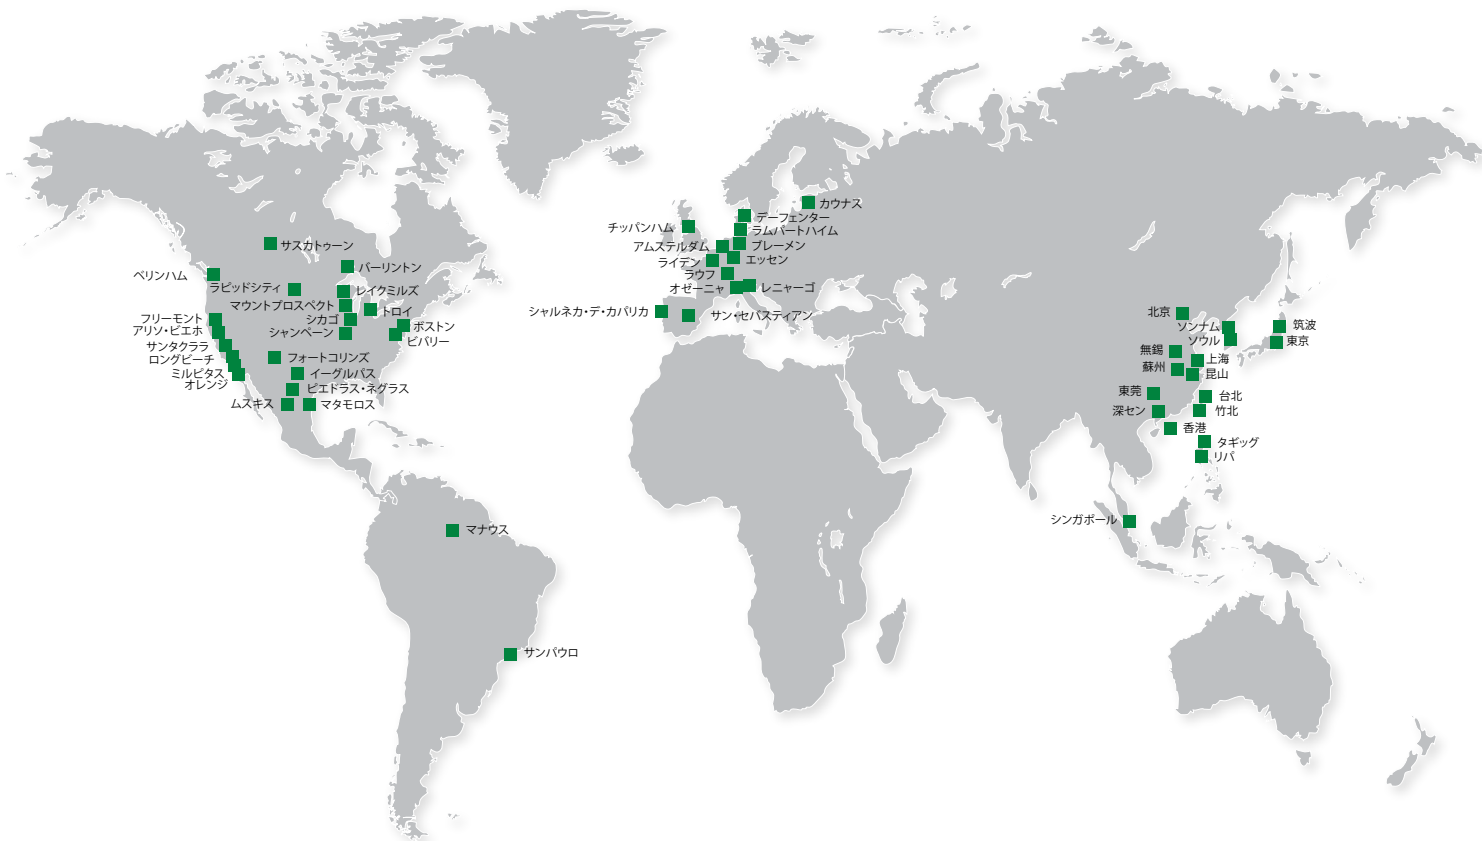 サスカトゥーン
ベリンハム
バーリントン
ラピッドシティ
レイクミルズ
マウントプロスペクト
トロイ
フリーモント
シカゴ
ボストン
アリソ・ビエホ
シャンペーン
ビバリー
サンタクララ
ロングビーチ
フォートコリンズ
ミルピタス
イーグルパス
オレンジ
ピエドラス・ネグラス
ムスキス
マタモロス
マナウス
サンパウロ
カウナス
デーフェンター
チッパンハム
ラムパートハイム
アムステルダム
ブレーメン
ライデン
エッセン
ラウフ
オゼーニャ
レニャーゴ
シャルネカ・デ・カパリカ
サン・セバスティアン
北京
ソンナム
筑波
ソウル
東京
無錫
上海
蘇州
昆山
東莞
台北
深セン
竹北
香港
タギッグ
リパ
シンガポール